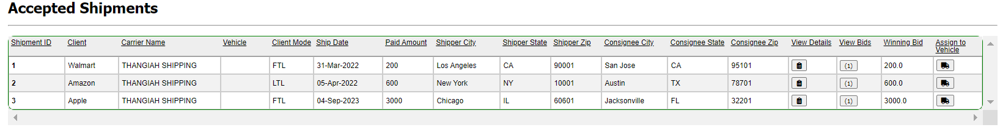 Accepted Shipments
Shipment ID Client Carrier Name Vehicle Client Mode Ship Date Paid Amount Shipper City Shipper State Shipper Zip Consignee City Consignee State Consignee Zip View Details View Bids Winning Bid Assign to Vehicle
1 Walmart THANGIAH SHIPPING FTL 31-Mar-2022 200 Los Angeles CA 90001 San Jose CA 95101 (1) 200.0
2 Amazon THANGIAH SHIPPING LTL 05-Apr-2022 600 New York NY 10001 Austin TX 78701 (1) 600.0
3 Apple THANGIAH SHIPPING FTL 04-Sep-2023 3000 Chicago IL 60601 Jacksonville FL 32201 (1) 3000.0